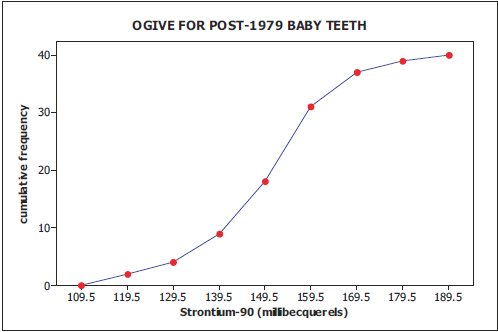 OGIVE FOR POST-1979 BABY TEETH
cumulative frequency
40
30
20
10
0
109.5 119.5 129.5 139.5 149.5 159.5 169.5 179.5 189.5
Strontium-90 (millibecquerels)